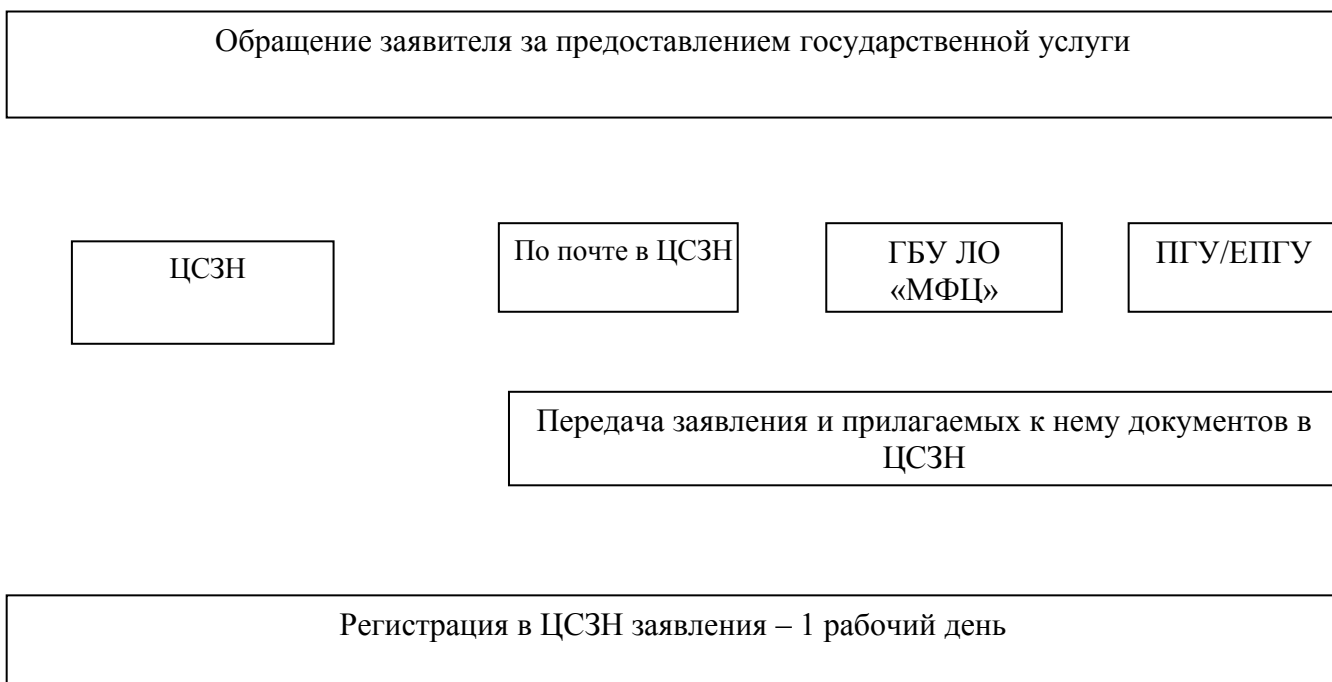 Обращение заявителя за предоставлением государственной услуги
ЦСЗН
По почте в ЦСЗН
ГБУ ЛО
«МФЦ»
ПГУ/ЕПГУ
Передача заявления и прилагаемых к нему документов в
ЦСЗН
Регистрация в ЦСЗН заявления – 1 рабочий день